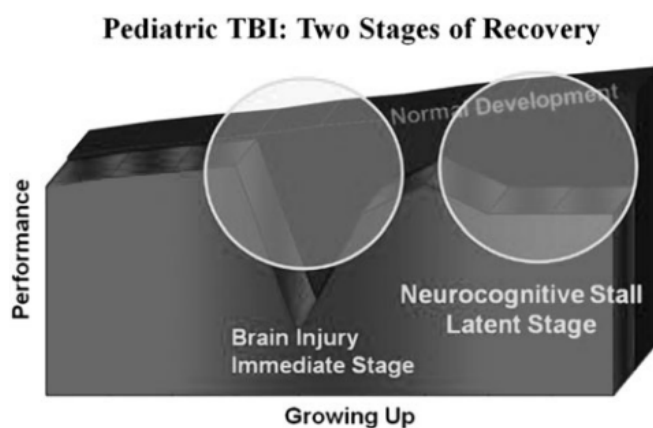 Pediatric TBI: Two Stages of Recovery
Normal Development
Performance
Neurocognitive Stall
Latent Stage
Brain Injury
Immediate Stage
Growing Up